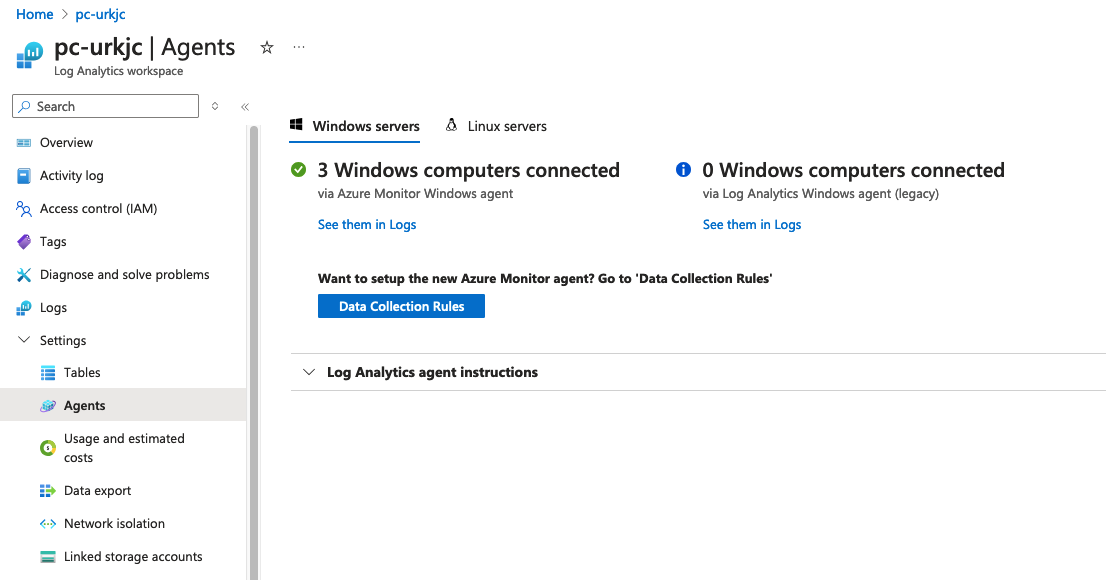 Home > pc-urkjc
pc-urkjc | Agents
Log Analytics workspace
Search
Overview
Activity log
Access control (IAM)
Tags
Diagnose and solve problems
Logs
Settings
Tables
Agents
Usage and estimated
costs
Data export
Network isolation
Linked storage accounts
Windows servers
Linux servers
3 Windows computers connected
via Azure Monitor Windows agent
See them in Logs
0 Windows computers connected
via Log Analytics Windows agent (legacy)
See them in Logs
Want to setup the new Azure Monitor agent? Go to 'Data Collection Rules'
Data Collection Rules
Log Analytics agent instructions